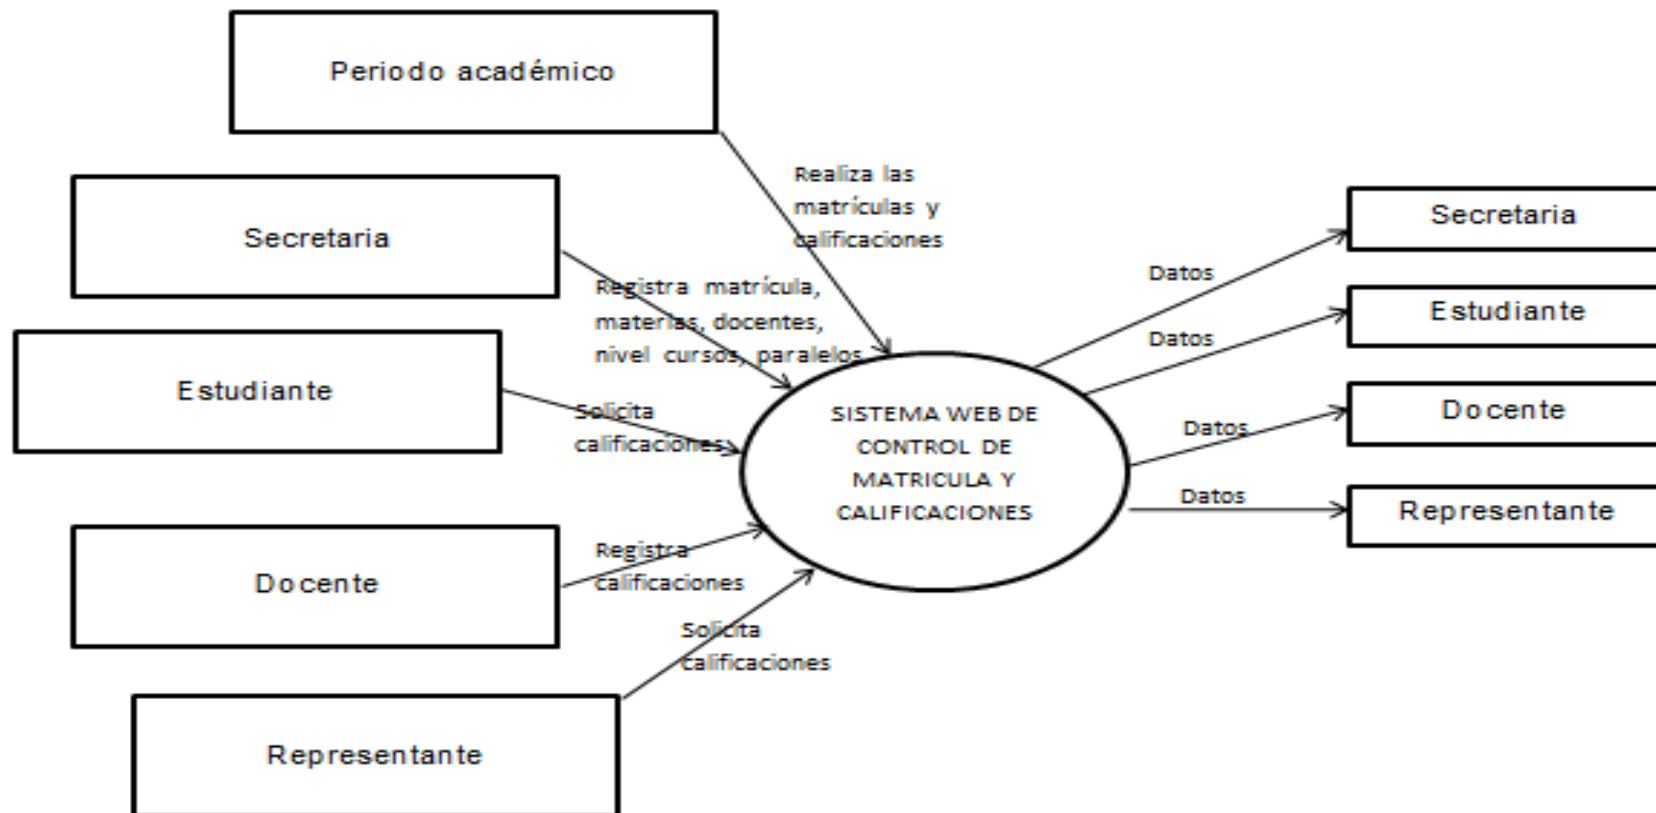 Periodo académico
Realiza las
matrículas y
calificaciones
Secretaria
Registra matrícula,
materias, docentes,
nivel cursos, paralelos
Estudiante
Solicita
calificaciones
Docente
Registra
calificaciones
Representante
Solicita
calificaciones
SISTEMA WEB DE
CONTROL DE
MATRICULA Y
CALIFICACIONES
Datos
Secretaria
Datos
Estudiante
Datos
Docente
Datos
Representante